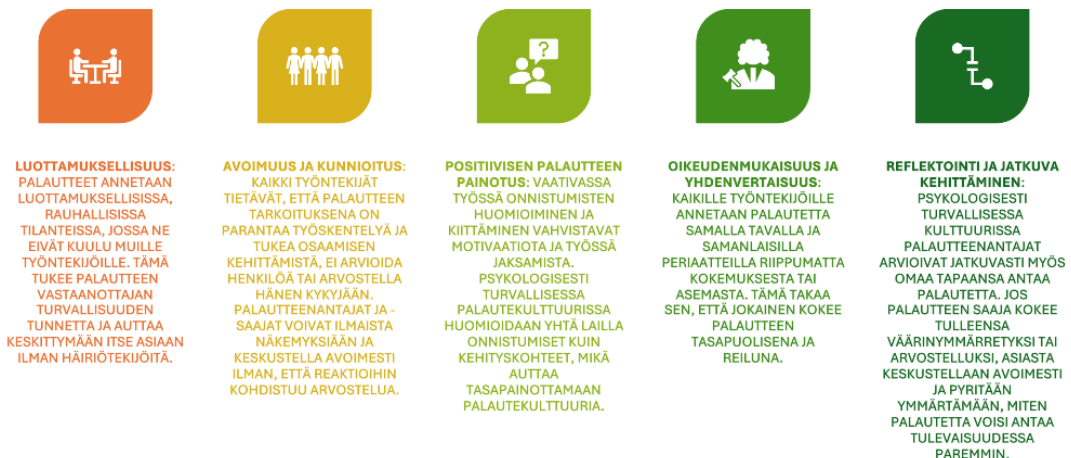 LUOTTAMUKSELLISUUS:
PALAUTTEET ANNETAAN
LUOTTAMUKSELLISISSA,
RAUHALLISISSA
TILANTEISSA, JOSSA NE
EIVÄT KUULU MUILLE
TYÖNTEKIJÖILLE. TÄMÄ
TUKEE PALAUTTEEN
VASTAANOTTAJAN
TURVALLISUUDEN
TUNNETTA JA AUTTAA
KESKITTYMÄÄN ITSE ASIAAN
ILMAN HÄIRIÖTEKIJÖITÄ.
AVOIMUUS JA KUNNIOITUS:
KAIKKI TYÖNTEKIJÄT
TIETÄVÄT, ETTÄ PALAUTTEEN
TARKOITUKSENA ON
PARANTAA TYÖSKENTELYÄ JA
TUKEA OSAAMISEN
KEHITTÄMISTÄ, EI ARVIOIDA
HENKILÖÄ TAI ARVOSTELLA
HÄNEN KYKYJÄÄN.
PALAUTTEENANTAJAT JA -
SAAJAT VOIVAT ILMAISTA
NÄKEMYKSIÄÄN JA
KESKUSTELLA AVOIMESTI
ILMAN, ETTÄ REAKTIOIHIN
KOHDISTUU ARVOSTELUA.
POSITIIVISEN PALAUTTEEN
PAINOTUS: VAATIVASSA
TYÖSSÄ ONNISTUMISTEN
HUOMIOIMINEN JA
KIITTÄMINEN VAHVISTAVAT
MOTIVAATIOTA JA TYÖSSÄ
JAKSAMISTA.
PSYKOLOGISESTI
TURVALLISESSA
PALAUTEKULTTUURISSA
HUOMIOIDAAN YHTÄ LAILLA
ONNISTUMISET KUIN
KEHITYSKOHTEET, MIKÄ
AUTTAA
TASAPAINOTTAMAAN
PALAUTEKULTTUURIA.
OIKEUDENMUKAISUUS JA
YHDENVERTAISUUS:
KAIKILLE TYÖNTEKIJÖILLE
ANNETAAN PALAUTETTA
SAMALLA TAVALLA JA
SAMANLAISILLA
PERIAATTEILLA RIIPPUMATTA
KOKEMUKSESTA TAI
ASEMASTA. TÄMÄ TAKAA
SEN, ETTÄ JOKAINEN KOKEE
PALAUTTEEN
TASAPUOLISENA JA
REILUNA.
REFLEKTOINTI JA JATKUVA
KEHITTÄMINEN:
PSYKOLOGISESTI
TURVALLISESSA
KULTTUURISSA
PALAUTTEENANTAJAT
ARVIOIVAT JATKUVASTI MYÖS
OMAA TAPAANSA ANTAA
PALAUTETTA. JOS
PALAUTTEEN SAAJA KOKEE
TULLEENSA
VÄÄRINYMMÄRRETYKSI TAI
ARVOSTELLUKSI, ASIASTA
KESKUSTELLAAN AVOIMESTI
JA PYRITÄÄN
YMMÄRTÄMÄÄN, MITEN
PALAUTETTA VOISI ANTAA
TULEVAISUUDESSA
PAREMMIN.